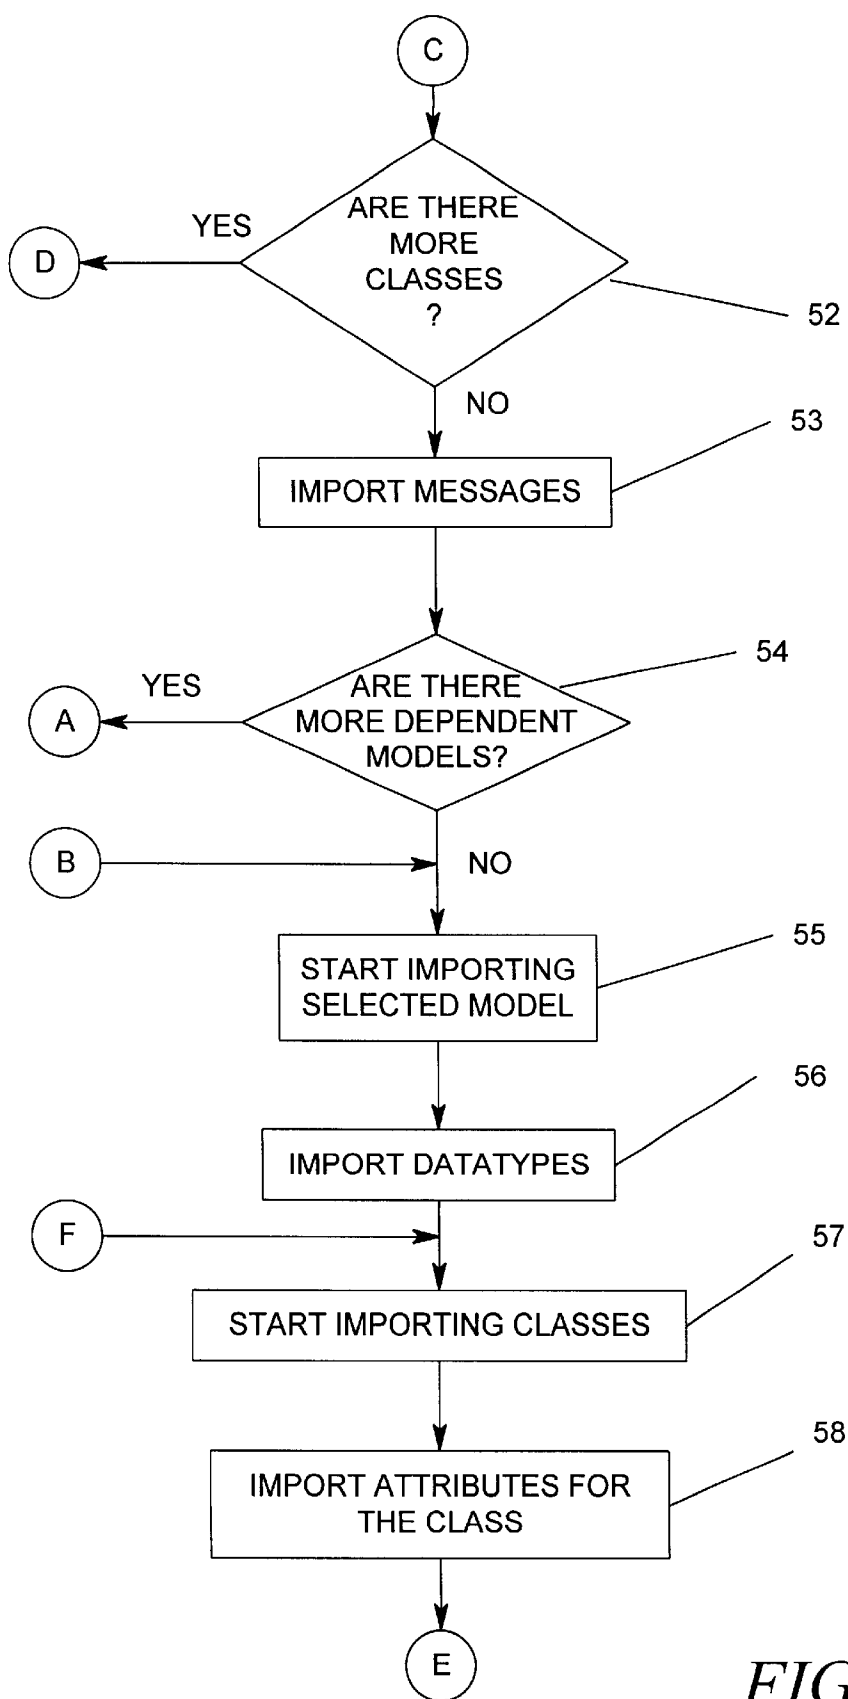 C
ARE THERE
MORE
CLASSES
?
YES
D
52
NO
53
IMPORT MESSAGES
54
YES
ARE THERE
MORE DEPENDENT
MODELS?
A
B
NO
55
START IMPORTING
SELECTED MODEL
56
IMPORT DATATYPES
F
57
START IMPORTING CLASSES
58
IMPORT ATTRIBUTES FOR
THE CLASS
E
FIG